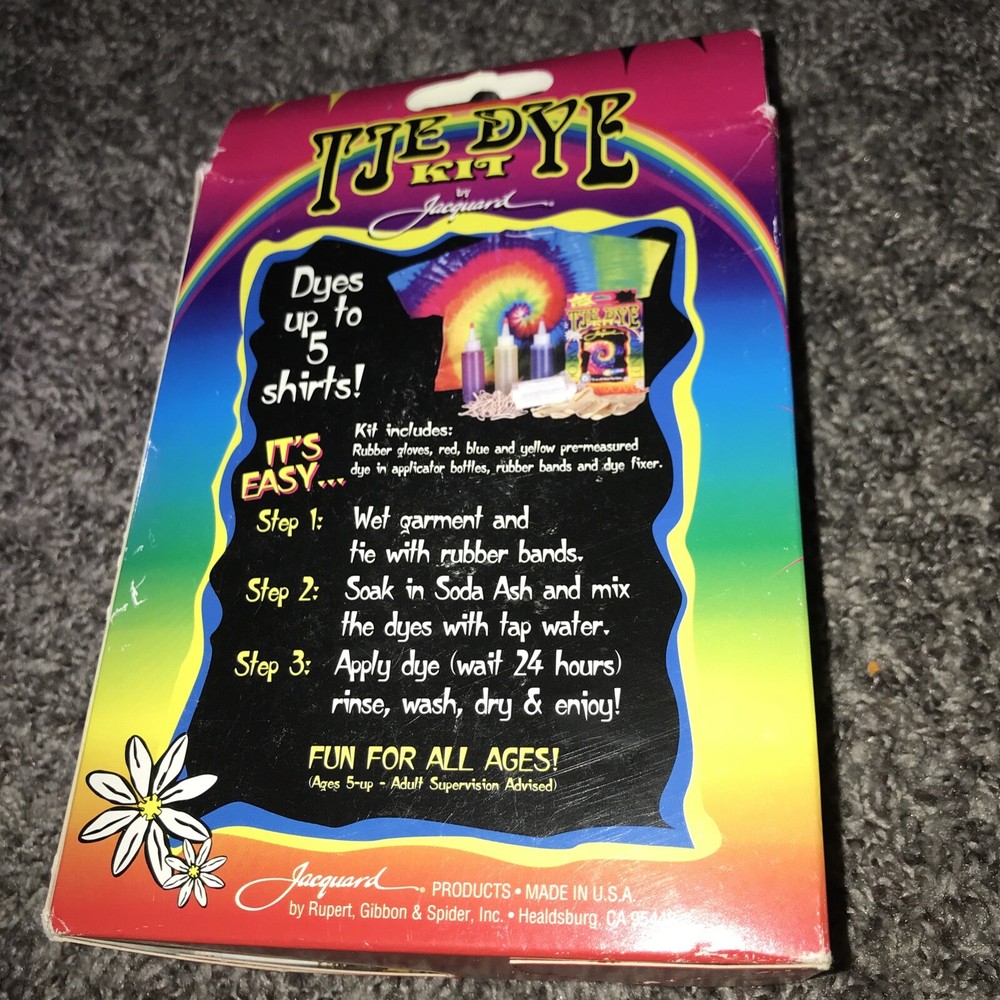 TIE DYE
KIT
by
Jacquard
Dyes
up to
5
shirts!
TIE DYE
KIT
IT'S
EASY...
Kit includes:
Rubber gloves, red, blue and yellow pre-measured
dye in applicator bottles, rubber bands and dye fixer.
Step 1: Wet garment and
tie with rubber bands.
Step 2: Soak in Soda Ash and mix
the dyes with tap water.
Step 3: Apply dye (wait 24 hours)
rinse, wash, dry & enjoy!
FUN FOR ALL AGES!
(Ages 5-up - Adult Supervision Advised)
Jacquard PRODUCTS • MADE IN U.S.A.
by Rupert, Gibbon & Spider, Inc. • Healdsburg, CA